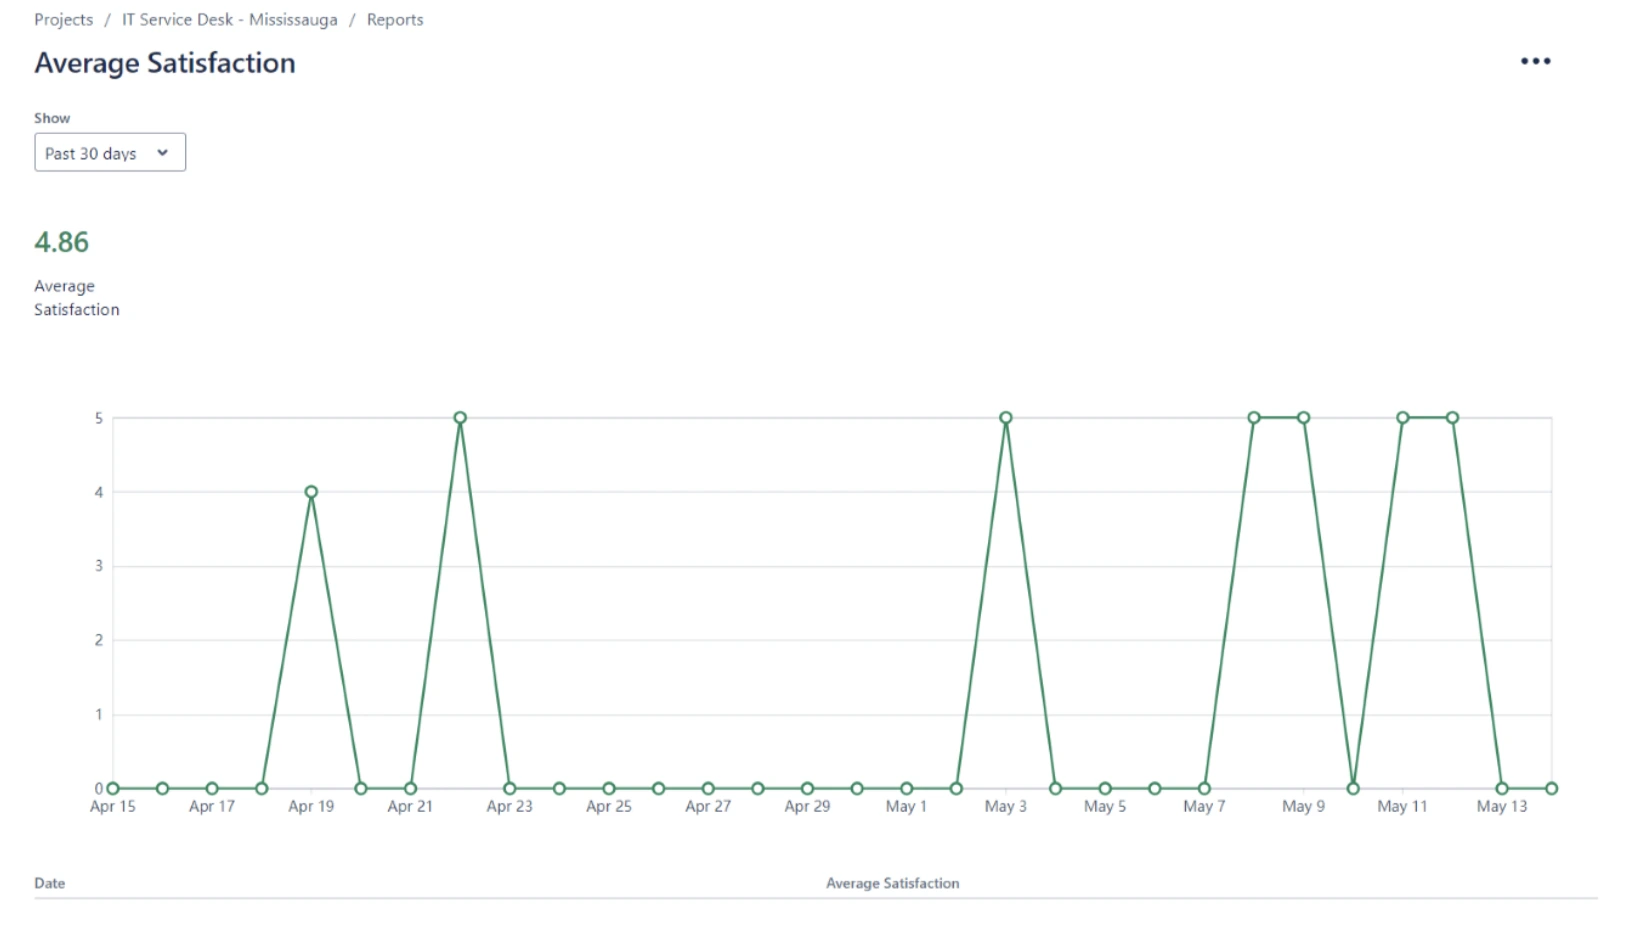 Projects / IT Service Desk - Mississauga / Reports
Average Satisfaction
•••
Show
Past 30 days
4.86
Average
Satisfaction
5
4
3
2
1
0
Apr 15 Apr 17 Apr 19 Apr 21 Apr 23 Apr 25 Apr 27 Apr 29 May 1 May 3 May 5 May 7 May 9 May 11 May 13
Date Average Satisfaction